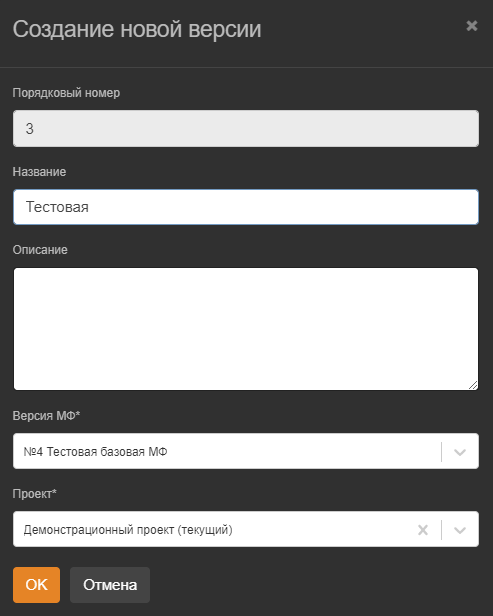 Создание новой версии
Порядковый номер
3
Название
Тестовая
Описание
Версия МФ*
№4 Тестовая базовая МФ
Проект*
Демонстрационный проект (текущий)
OK Отмена